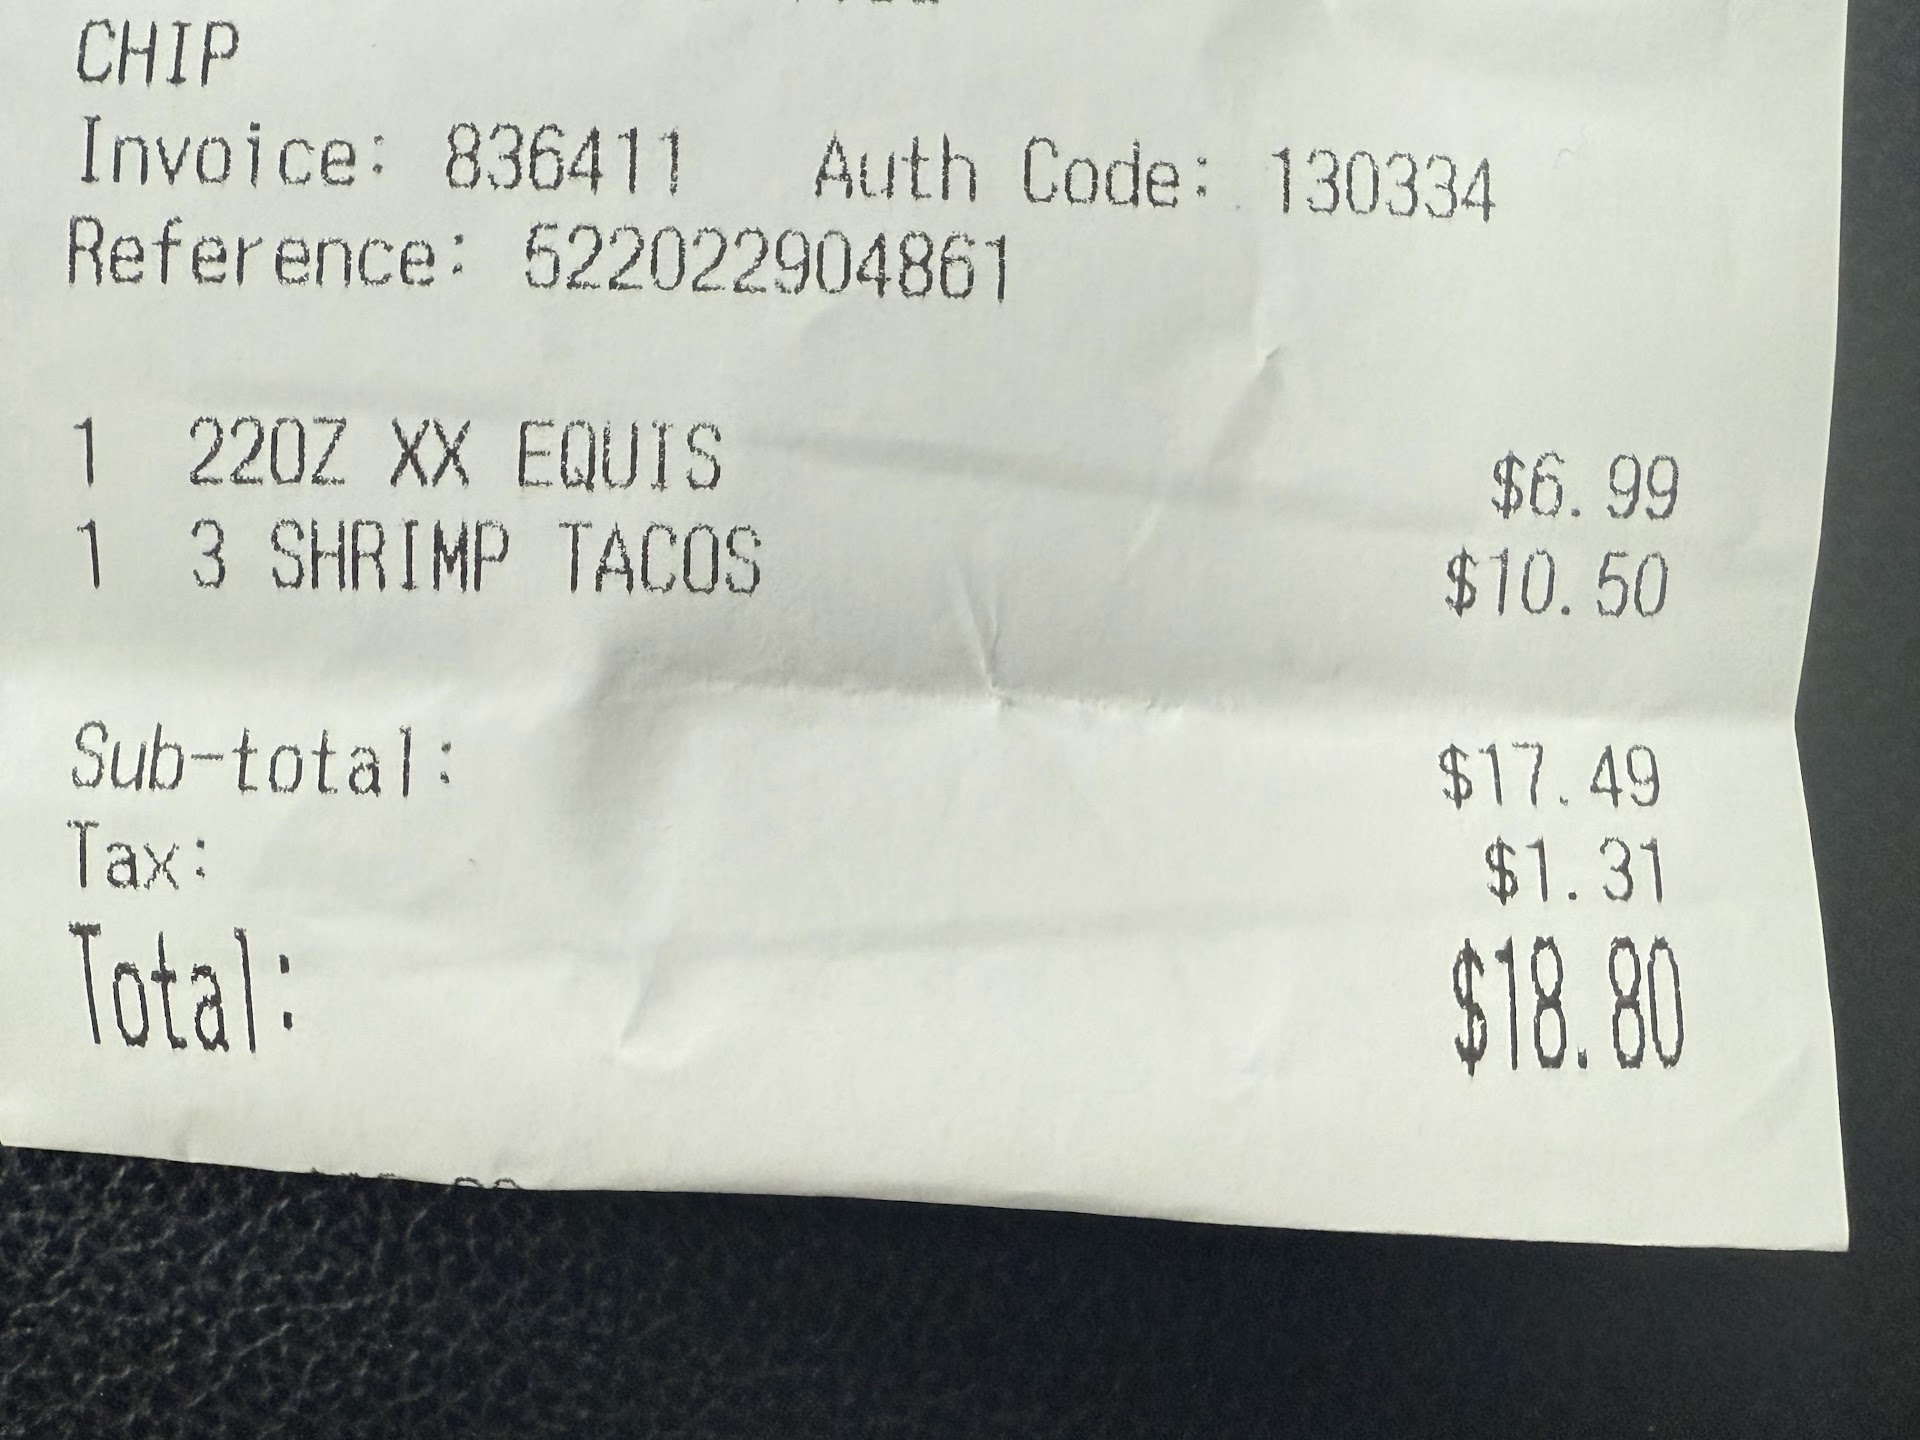 CHIP
Invoice: 836411 Auth Code: 130334
Reference: 522022904861
1 22OZ XX EQUIS $6.99
1 3 SHRIMP TACOS $10.50
Sub-total: $17.49
Tax: $1.31
Total: $18.80